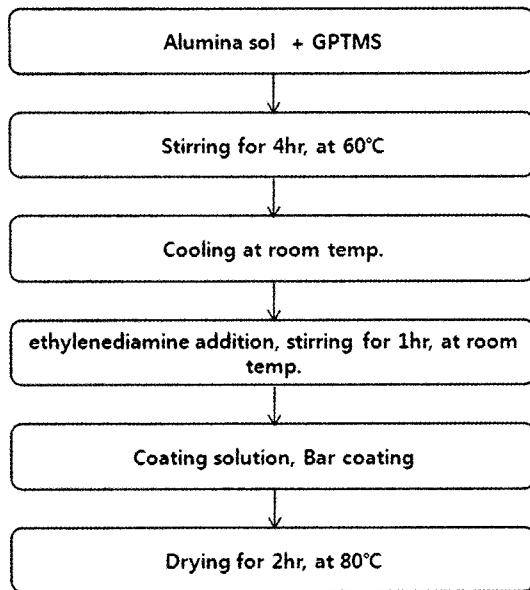 Alumina sol + GPTMS
Stirring for 4hr, at 60℃
Cooling at room temp.
ethylenediamine addition, stirring for 1hr, at room
temp.
Coating solution, Bar coating
Drying for 2hr, at 80℃